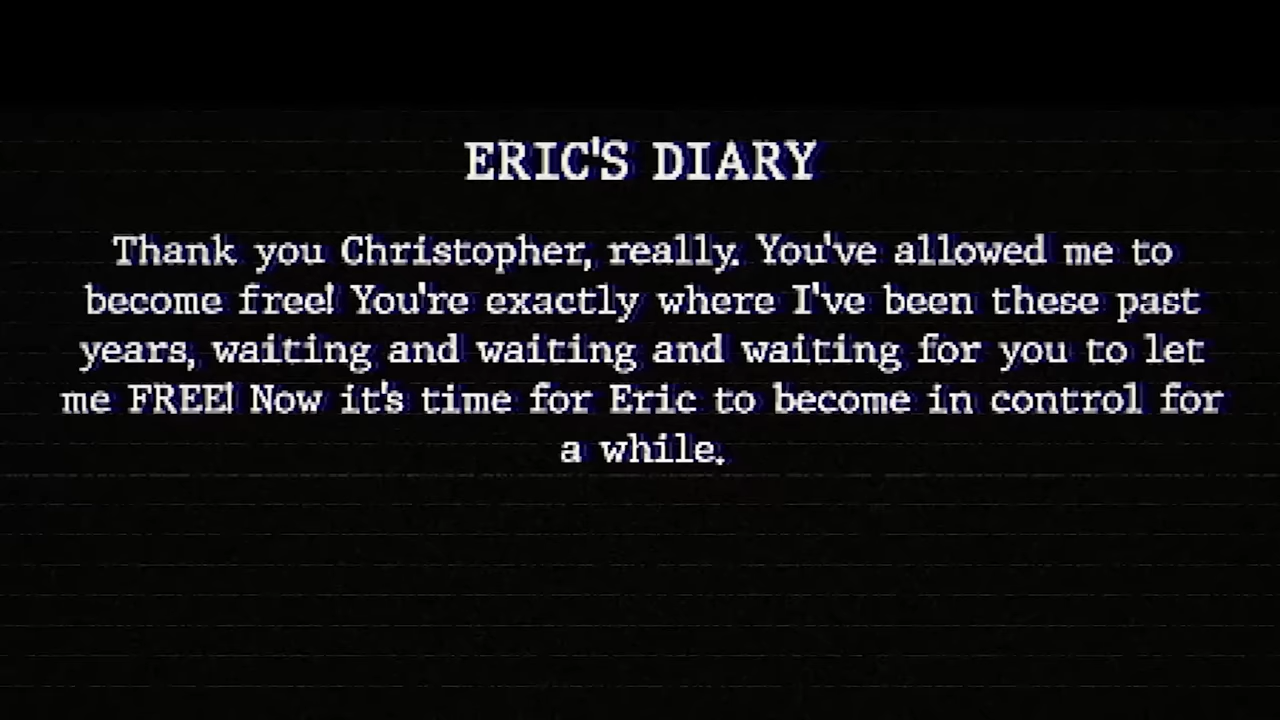 ERIC'S DIARY
Thank you Christopher, really. You've allowed me to
become free! You're exactly where I've been these past
years, waiting and waiting and waiting for you to let
me FREE! Now it's time for Eric to become in control for
a while.